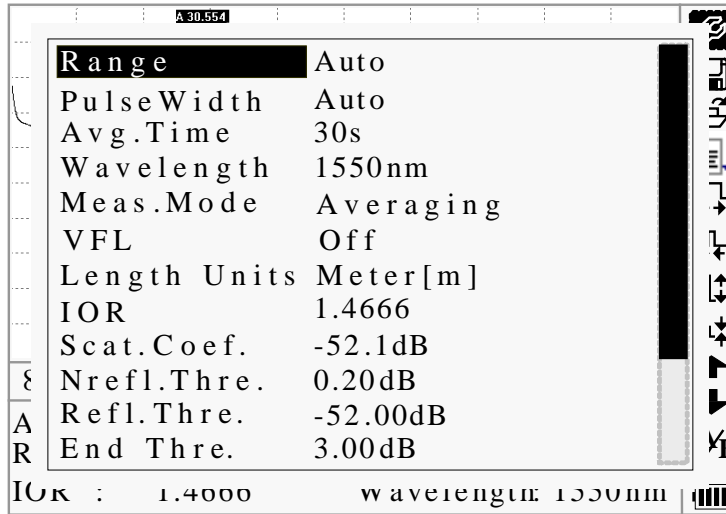 A 30.554
Range Auto
PulseWidth Auto
Avg.Time 30s
Wavelength 1550nm
Meas.Mode Averaging
VFL Off
Length Units Meter[m]
IOR 1.4666
Scat.Coef. -52.1dB
Nrefl.Thre. 0.20dB
Refl.Thre. -52.00dB
End Thre. 3.00dB
A
R
IOR : 1.4666 Wavelength: 1550nm